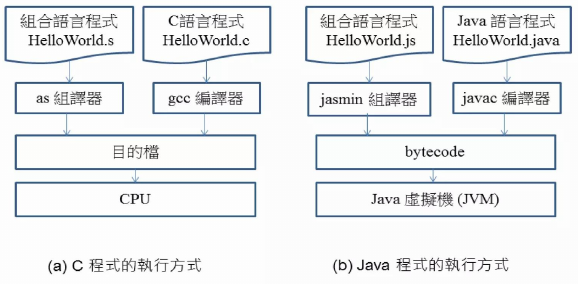 組合語言程式
HelloWorld.s
C語言程式
HelloWorld.c
as 組譯器
gcc 編譯器
目的檔
CPU
(a) C 程式的執行方式
組合語言程式
HelloWorld.js
Java 語言程式
HelloWorld.java
jasmin 組譯器
javac 編譯器
bytecode
Java 虛擬機 (JVM)
(b) Java 程式的執行方式